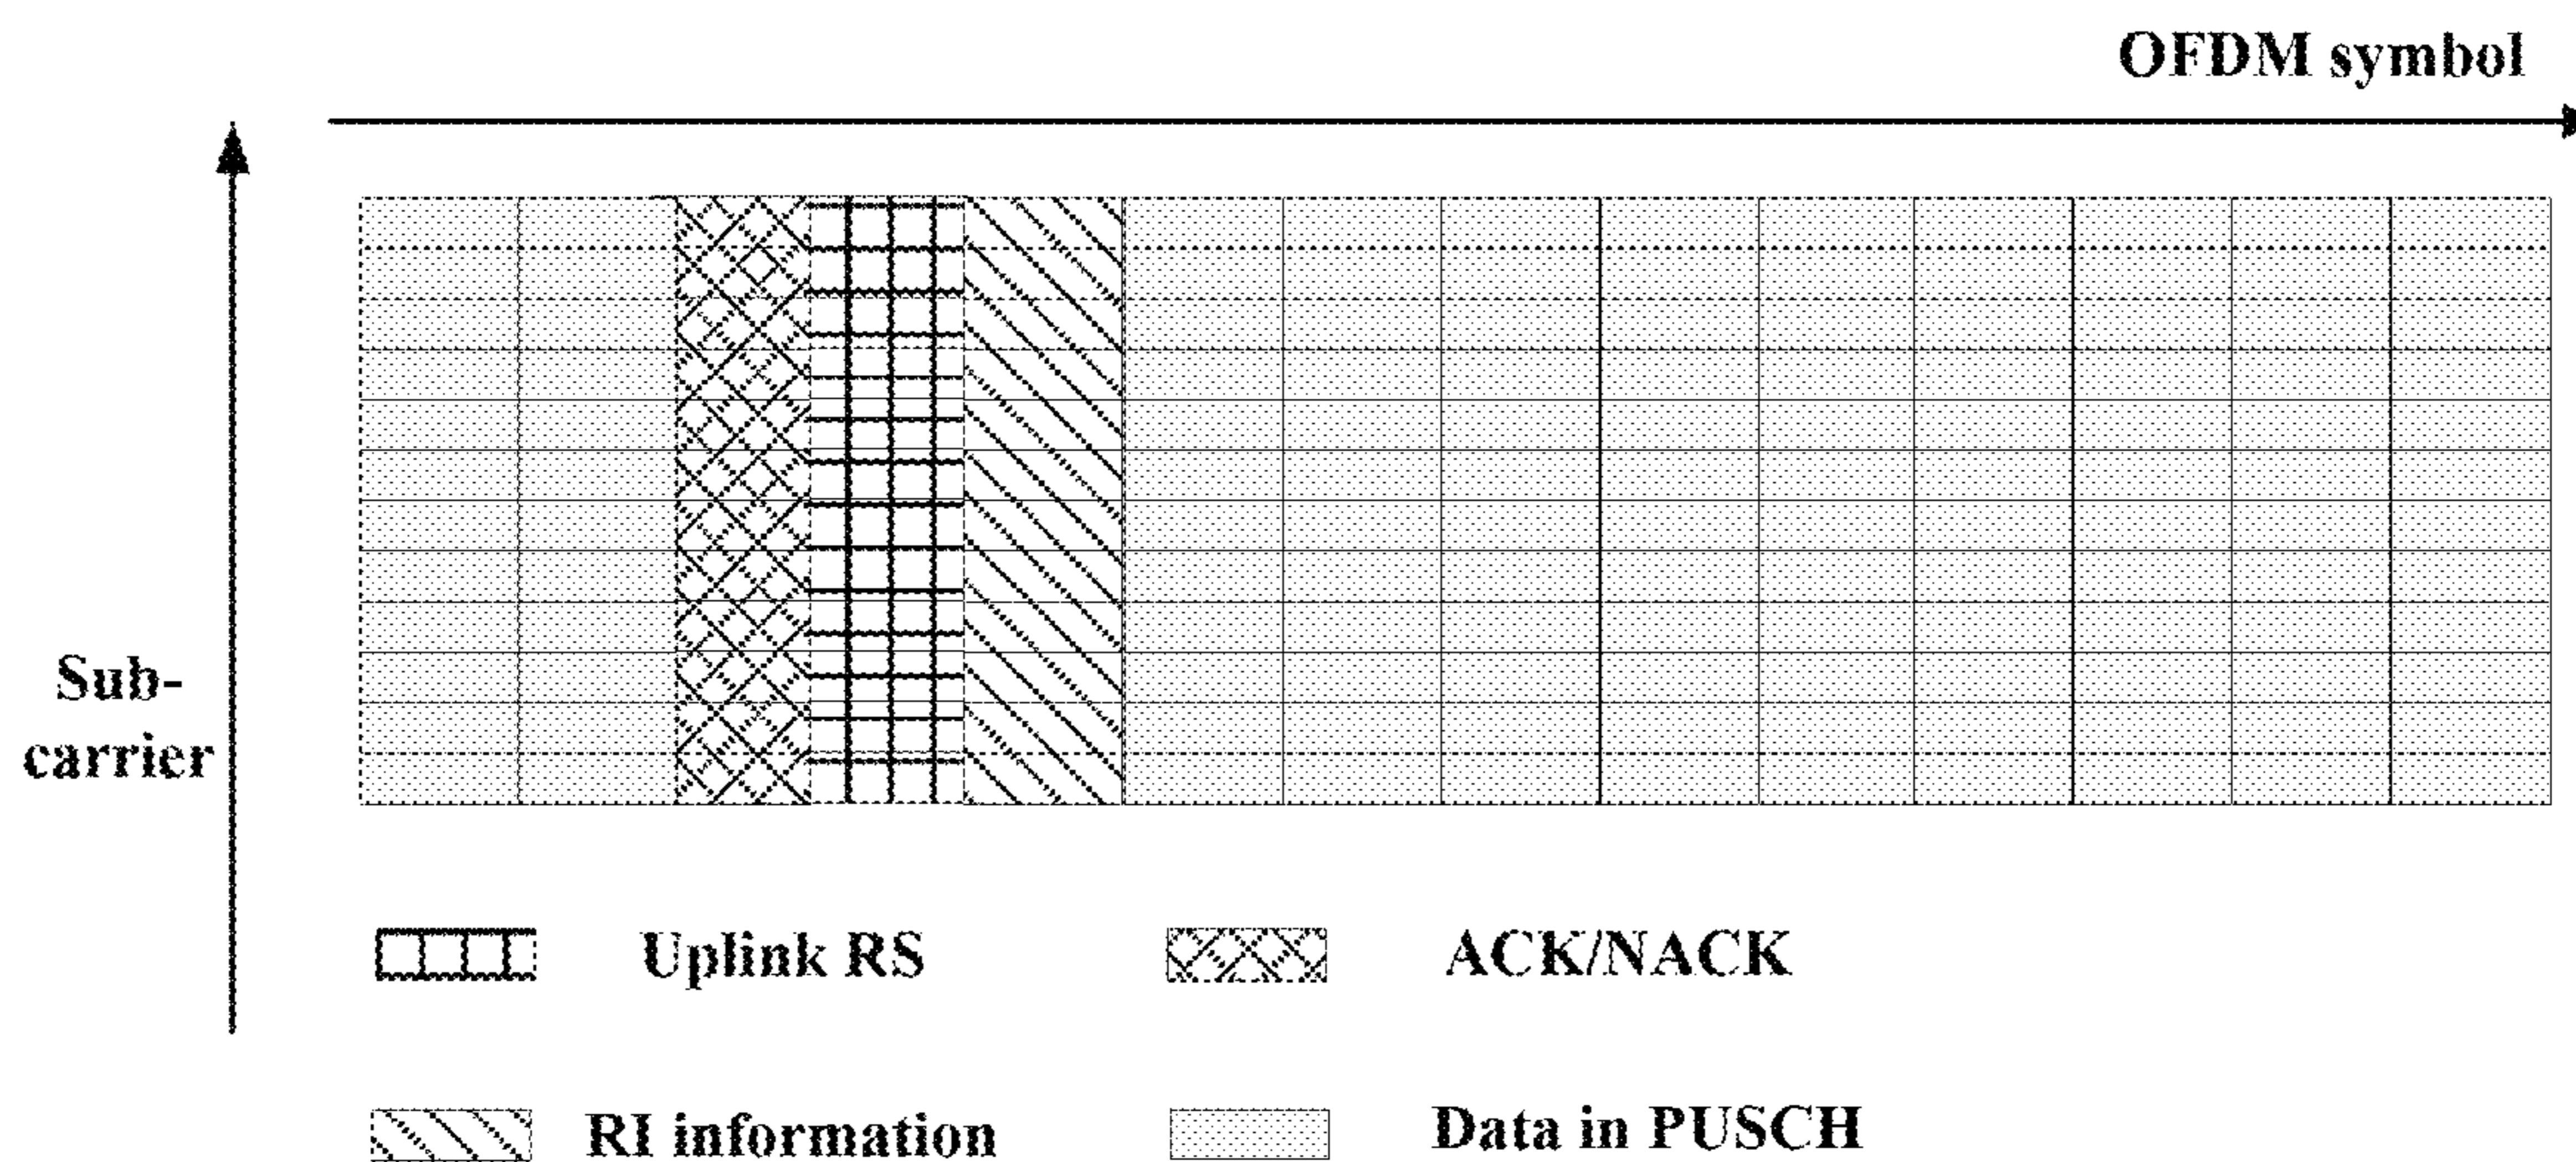 OFDM symbol
Sub-
carrier
Uplink RS
ACK/NACK
RI information
Data in PUSCH